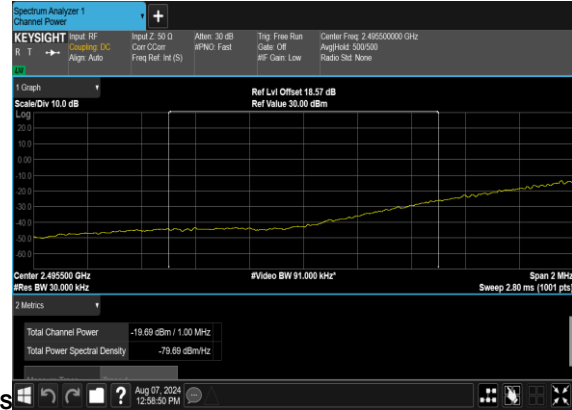 Spectrum Analyzer 1
Channel Power
+
KEYSIGHT Input: RF Input Z: 50 Ω Atten: 30 dB Trig: Free Run Center Freq: 2.495500000 GHz
R T Coupling: DC Corr CCorr #PNO: Fast Gate: Off Avg|Hold: 500/500
Align: Auto Freq Ref: Int (S) #IF Gain: Low Radio Std: None
1 Graph Ref Lvl Offset 18.57 dB
Scale/Div 10.0 dB Ref Value 30.00 dBm
Log
20.0
10.0
0.00
-10.0
-20.0
-30.0
-40.0
-50.0
-60.0
Center 2.495500 GHz #Video BW 91.000 kHz* Span 2 MHz
#Res BW 30.000 kHz Sweep 2.80 ms (1001 pts)
2 Metrics
Total Channel Power -19.69 dBm / 1.00 MHz
Total Power Spectral Density -79.69 dBm/Hz
S ? Aug 07, 2024
12:58:50 PM